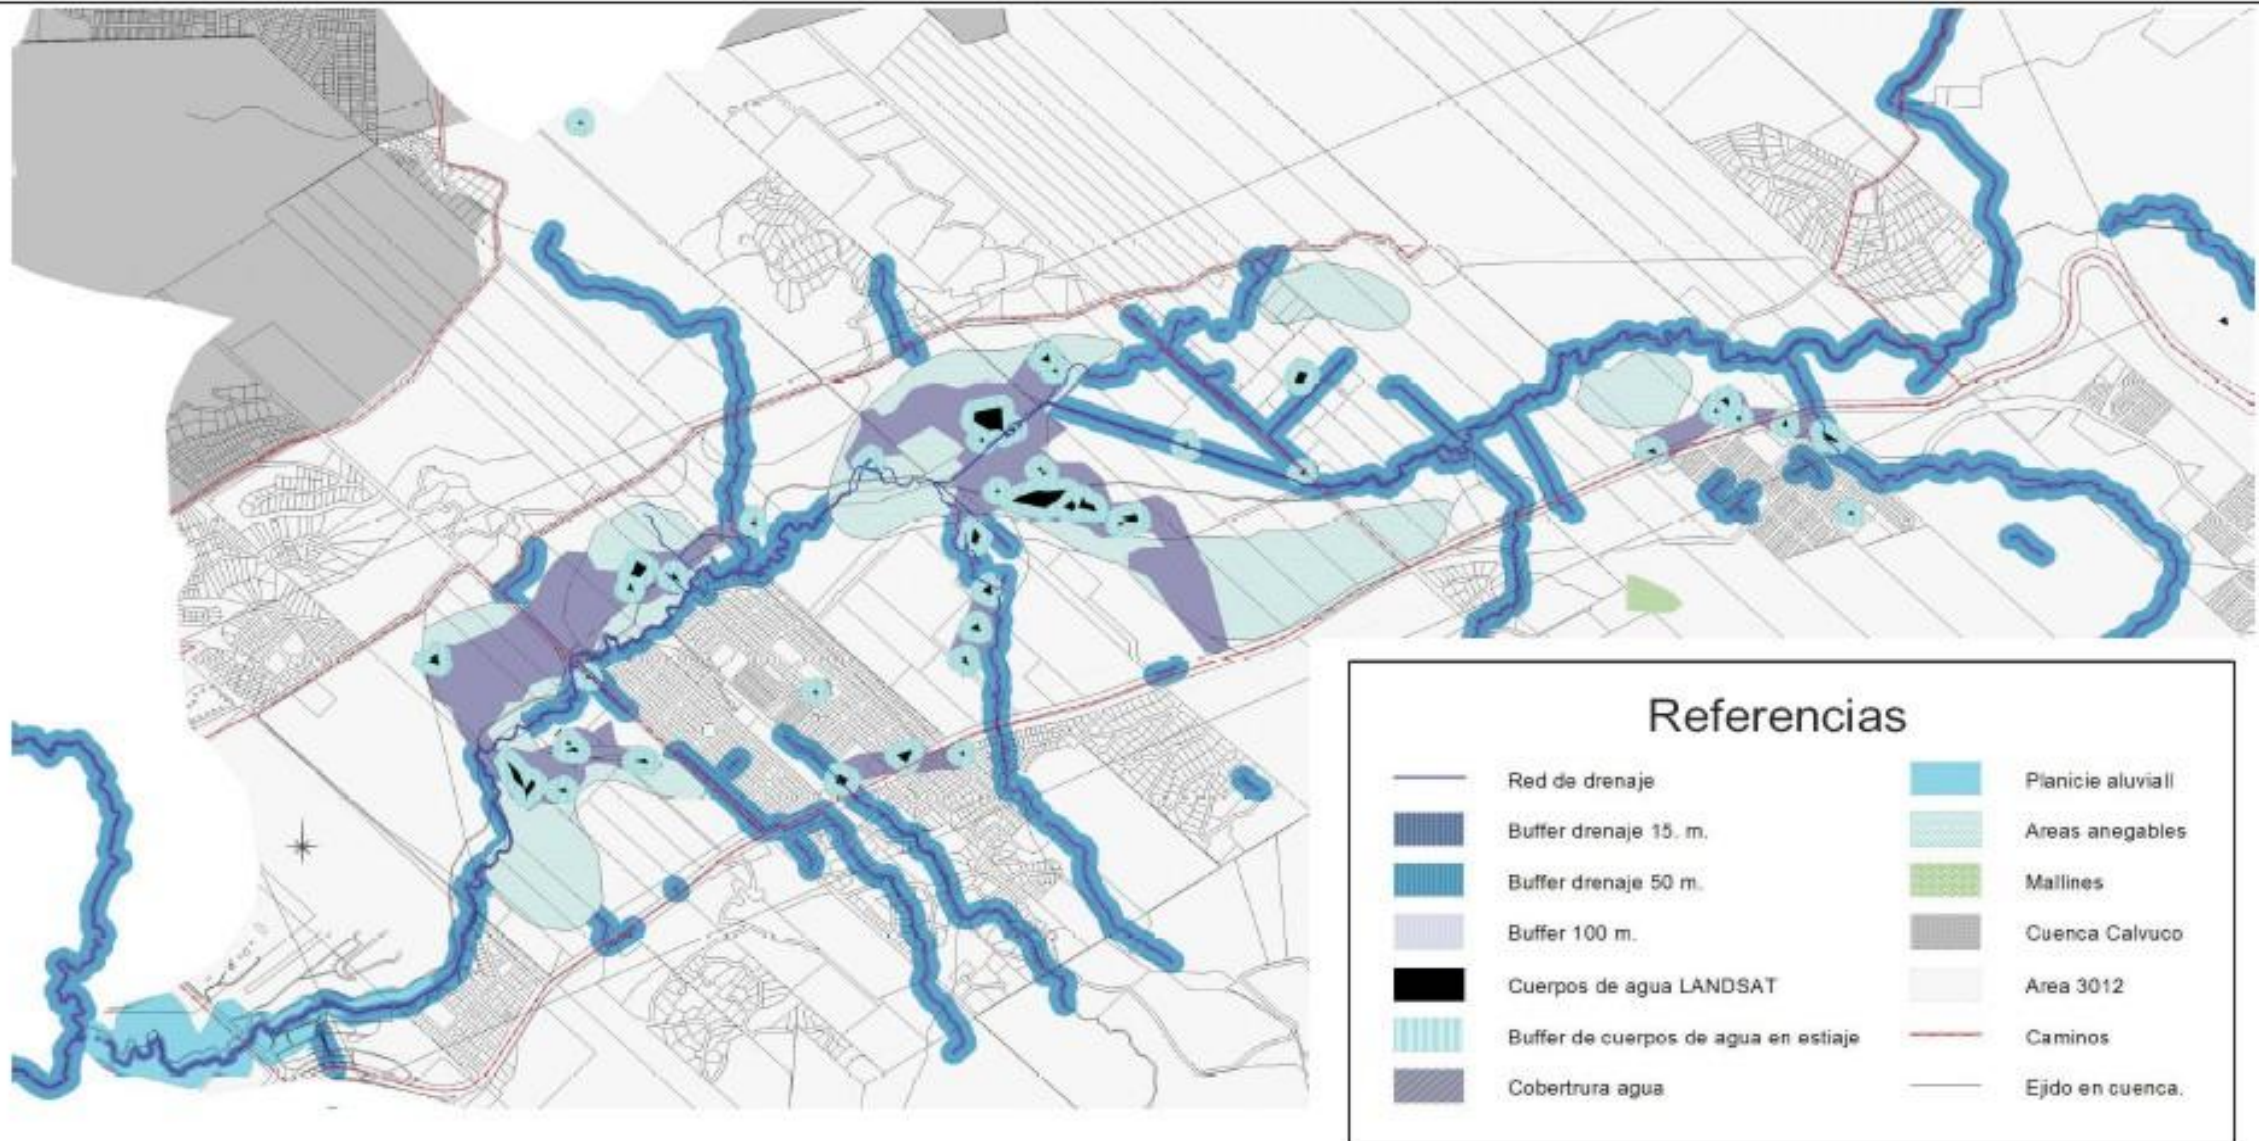 Referencias
Red de drenaje
Buffer drenaje 15. m.
Buffer drenaje 50 m.
Buffer 100 m.
Cuerpos de agua LANDSAT
Buffer de cuerpos de agua en estiaje
Cobertrura agua
Planicie aluviall
Areas anegables
Mallines
Cuenca Calvuco
Area 3012
Caminos
Ejido en cuenca.